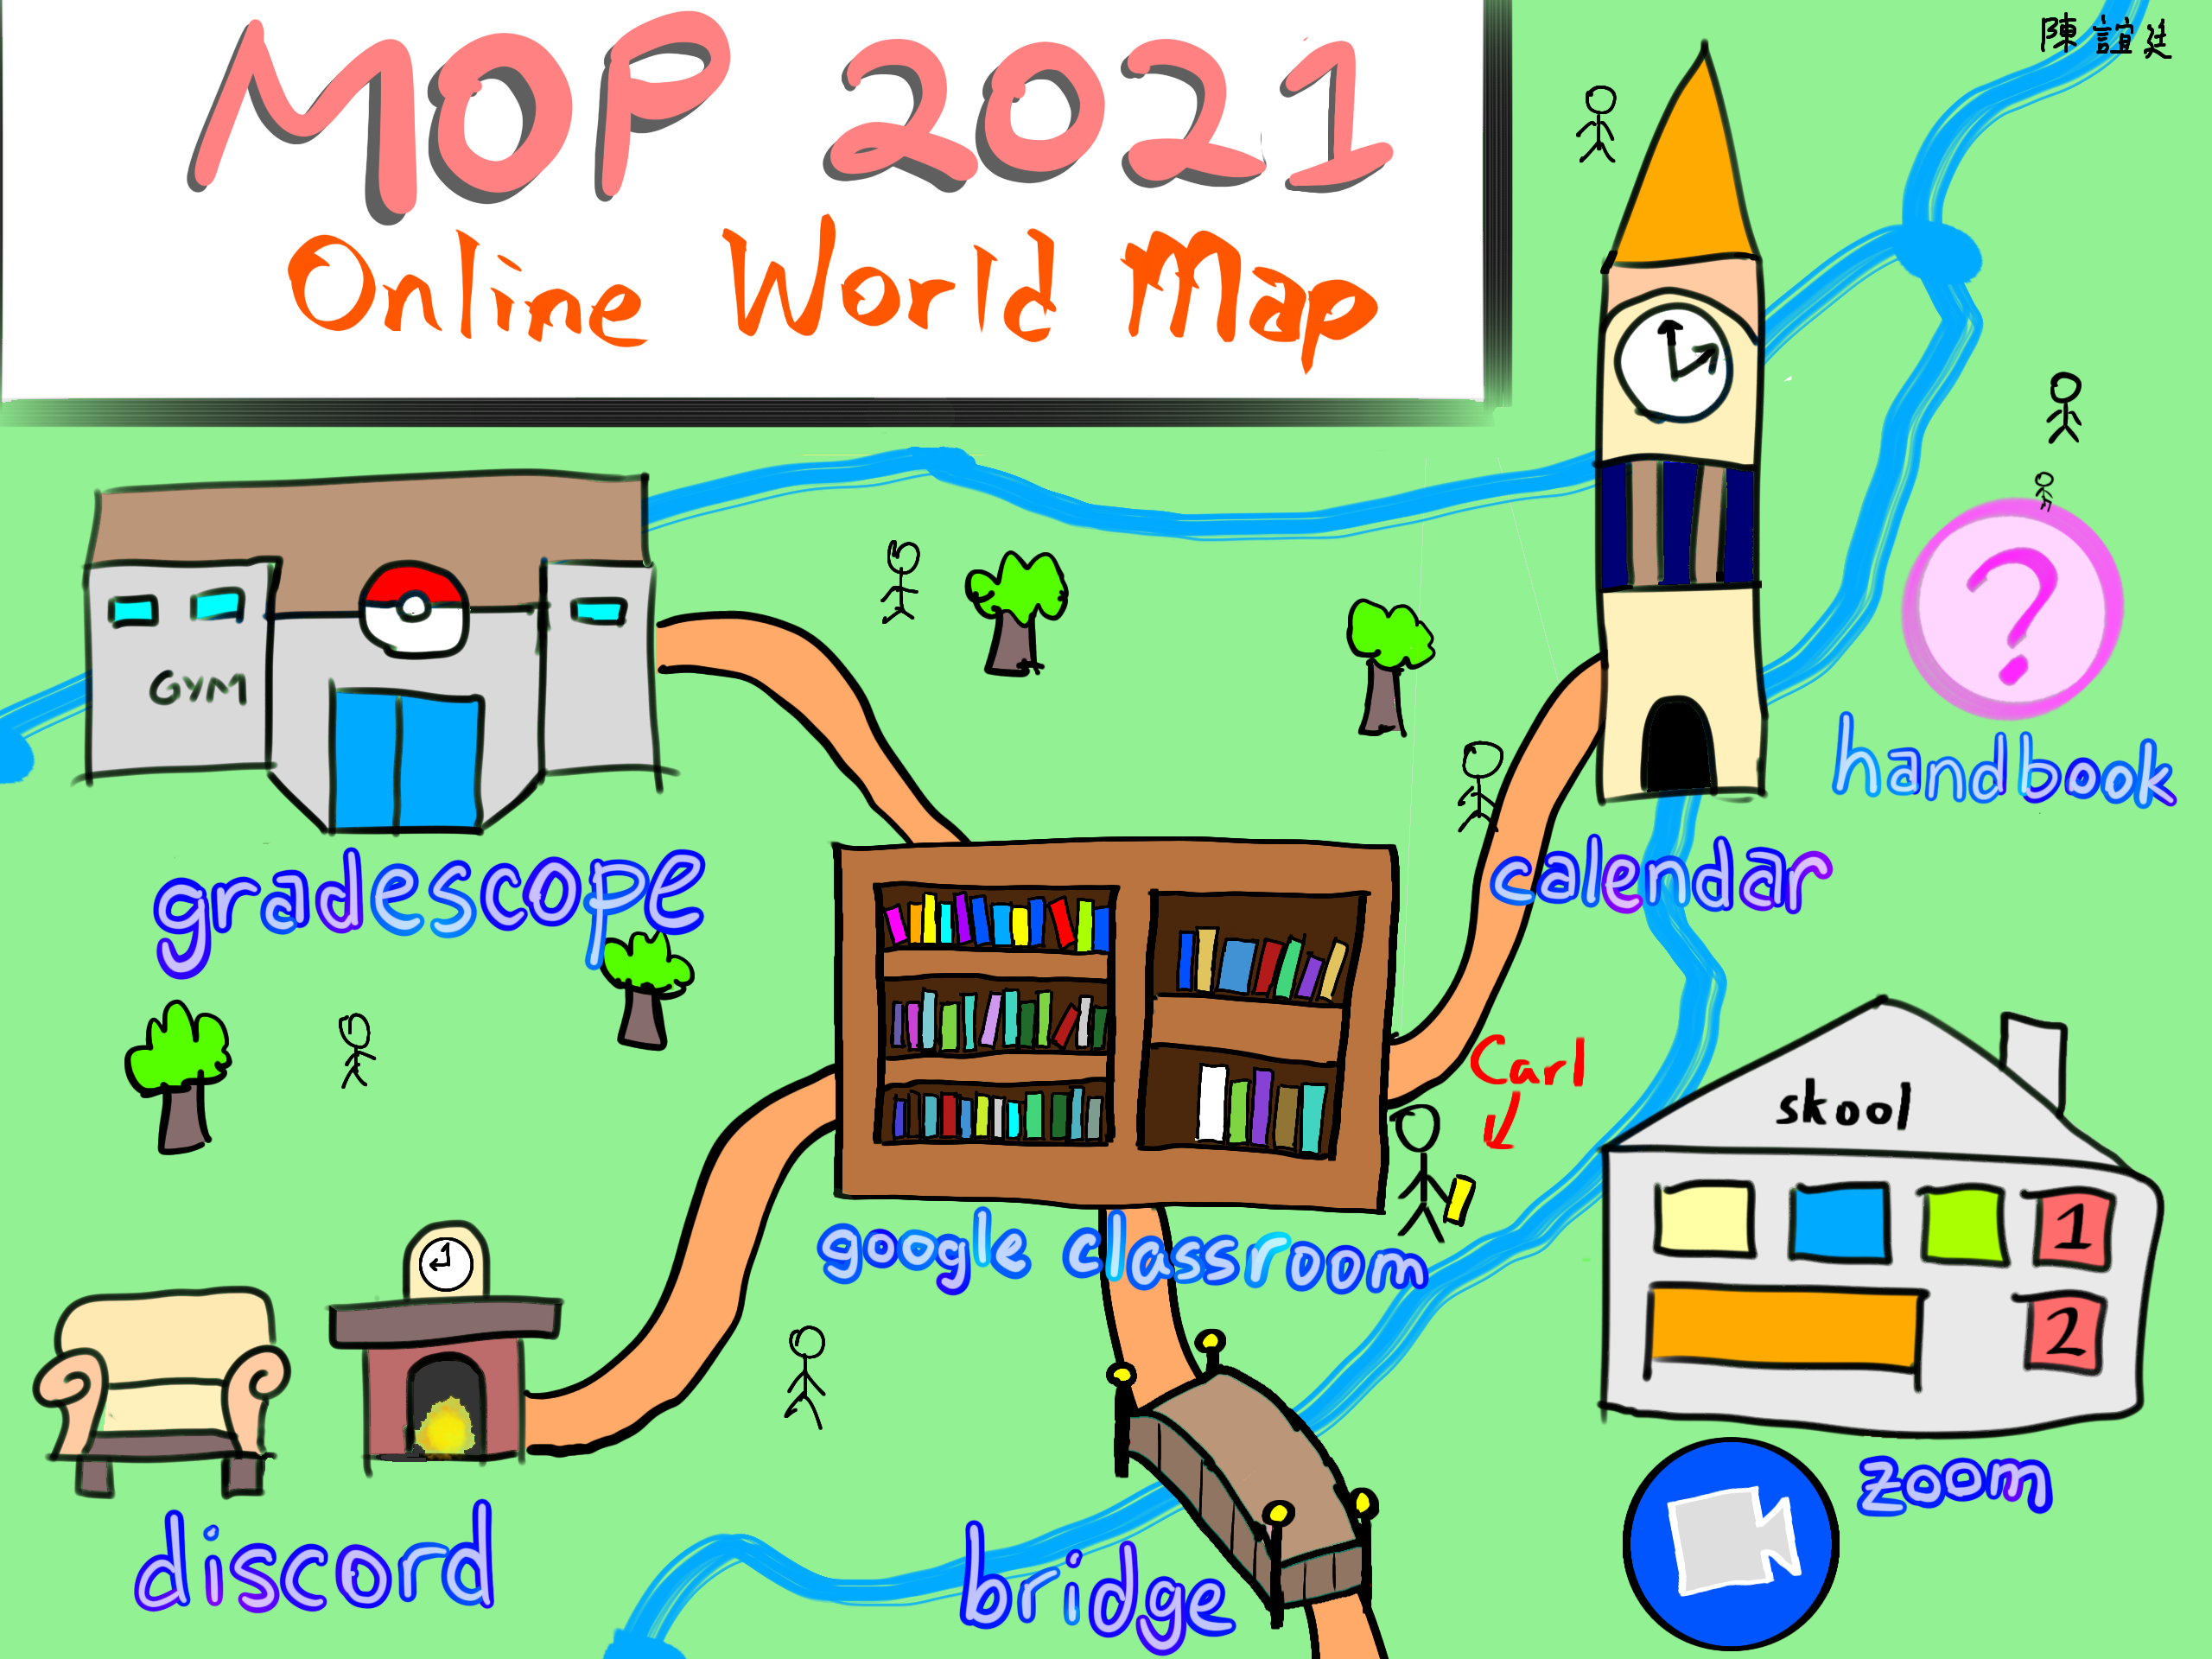 MOP 2021
Online World Map
陳誼廷
GYM
gradescope
handbook
calendar
Carl
skool
1
2
google classroom
zoom
discord
bridge